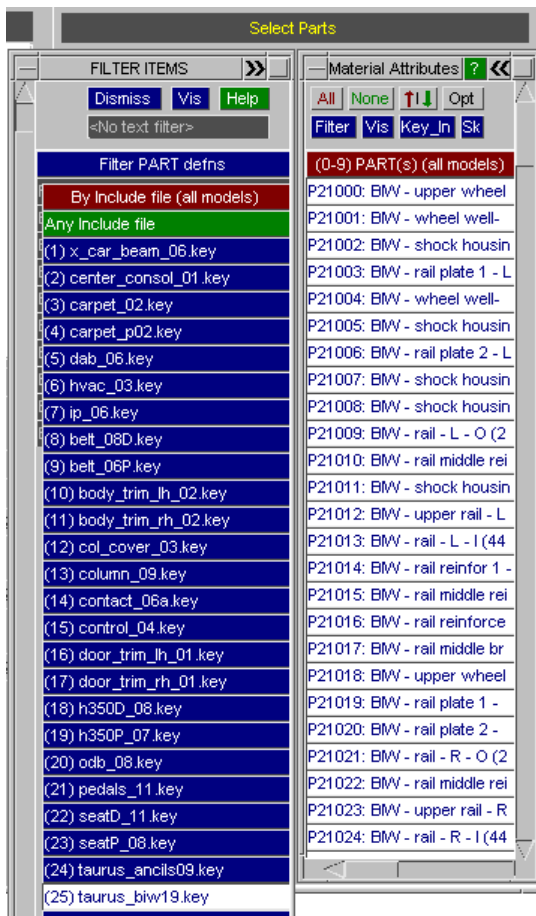 Select Parts
FILTER ITEMS
Dismiss Vis Help
<No text filter>
Filter PART defns
By Include file (all models)
Any Include file
(1) x_car_beam_06.key
(2) center_consol_01.key
(3) carpet_02.key
(4) carpet_p02.key
(5) dab_06.key
(6) hvac_03.key
(7) ip_06.key
(8) belt_08D.key
(9) belt_06P.key
(10) body_trim_lh_02.key
(11) body_trim_rh_02.key
(12) col_cover_03.key
(13) column_09.key
(14) contact_06a.key
(15) control_04.key
(16) door_trim_lh_01.key
(17) door_trim_rh_01.key
(18) h350D_08.key
(19) h350P_07.key
(20) odb_08.key
(21) pedals_11.key
(22) seatD_11.key
(23) seatP_08.key
(24) taurus_ancils09.key
(25) taurus_biw19.key
Material Attributes ?
All None Opt
Filter Vis Key_In Sk
(0-9) PART(s) (all models)
P21000: BIW - upper wheel
P21001: BIW - wheel well-
P21002: BIW - shock housin
P21003: BIW - rail plate 1 - L
P21004: BIW - wheel well-
P21005: BIW - shock housin
P21006: BIW - rail plate 2 - L
P21007: BIW - shock housin
P21008: BIW - shock housin
P21009: BIW - rail - L - O (2
P21010: BIW - rail middle rei
P21011: BIW - shock housin
P21012: BIW - upper rail - L
P21013: BIW - rail - L - I (44
P21014: BIW - rail reinfor 1 -
P21015: BIW - rail middle rei
P21016: BIW - rail reinforce
P21017: BIW - rail middle br
P21018: BIW - upper wheel
P21019: BIW - rail plate 1 -
P21020: BIW - rail plate 2 -
P21021: BIW - rail - R - O (2
P21022: BIW - rail middle rei
P21023: BIW - upper rail - R
P21024: BIW - rail - R - I (44